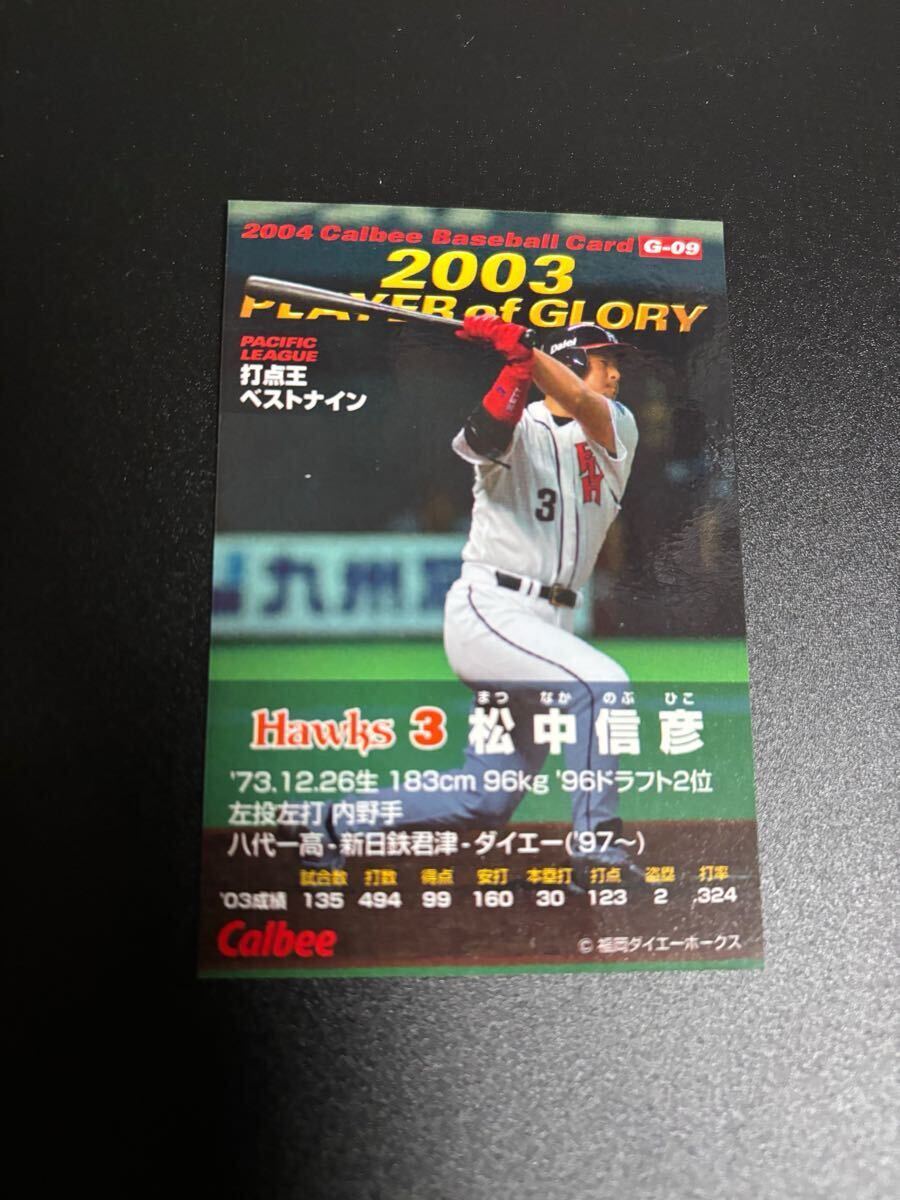 2004 Calbee Baseball Card G-09
2003
PLAYER of GLORY
PACIFIC
LEAGUE
打点王
ベストナイン
Daiei
3
九州
まつ なか のぶ ひこ
Hawks 3 松中信彦
'73.12.26生 183cm 96kg '96ドラフト2位
左投左打 内野手
八代一高-新日鉄君津-ダイエー('97〜)
試合数 打数 得点 安打 本塁打 打点 盗塁 打率
'03成績 135 494 99 160 30 123 2 .324
Calbee
© 福岡ダイエーホークス